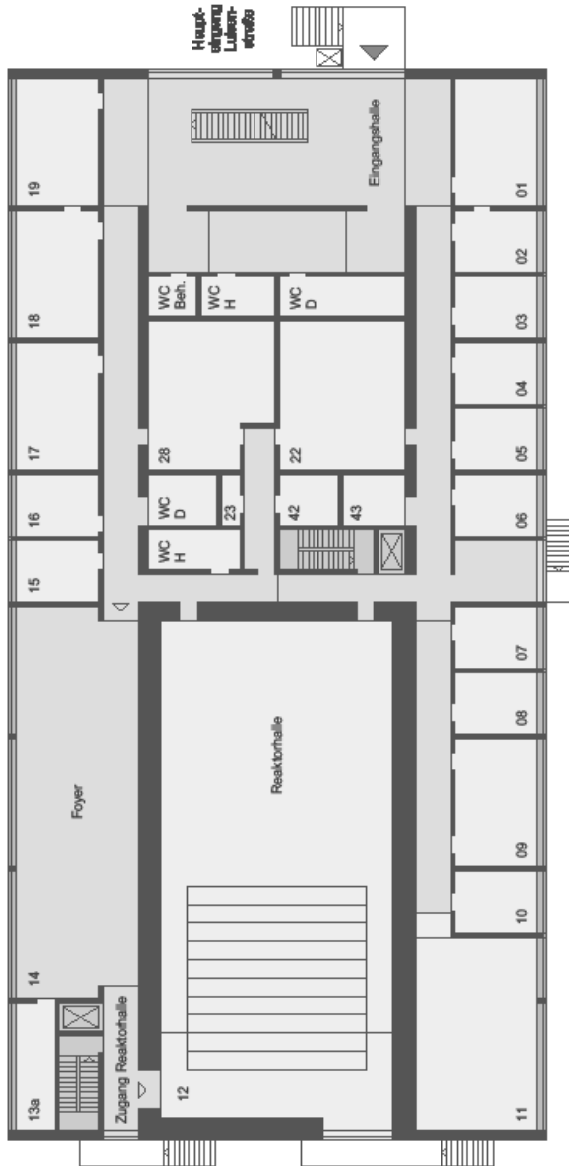 Haupt-
eingang
Luisen-
straße
19
18
17
16
15
Foyer
14
13a
Zugang Reaktorhalle
Eingangshalle
WC
Beh.
WC
H
WC
D
28
22
WC
D
23
42
43
WC
H
Reaktorhalle
12
01
02
03
04
05
06
07
08
09
10
11